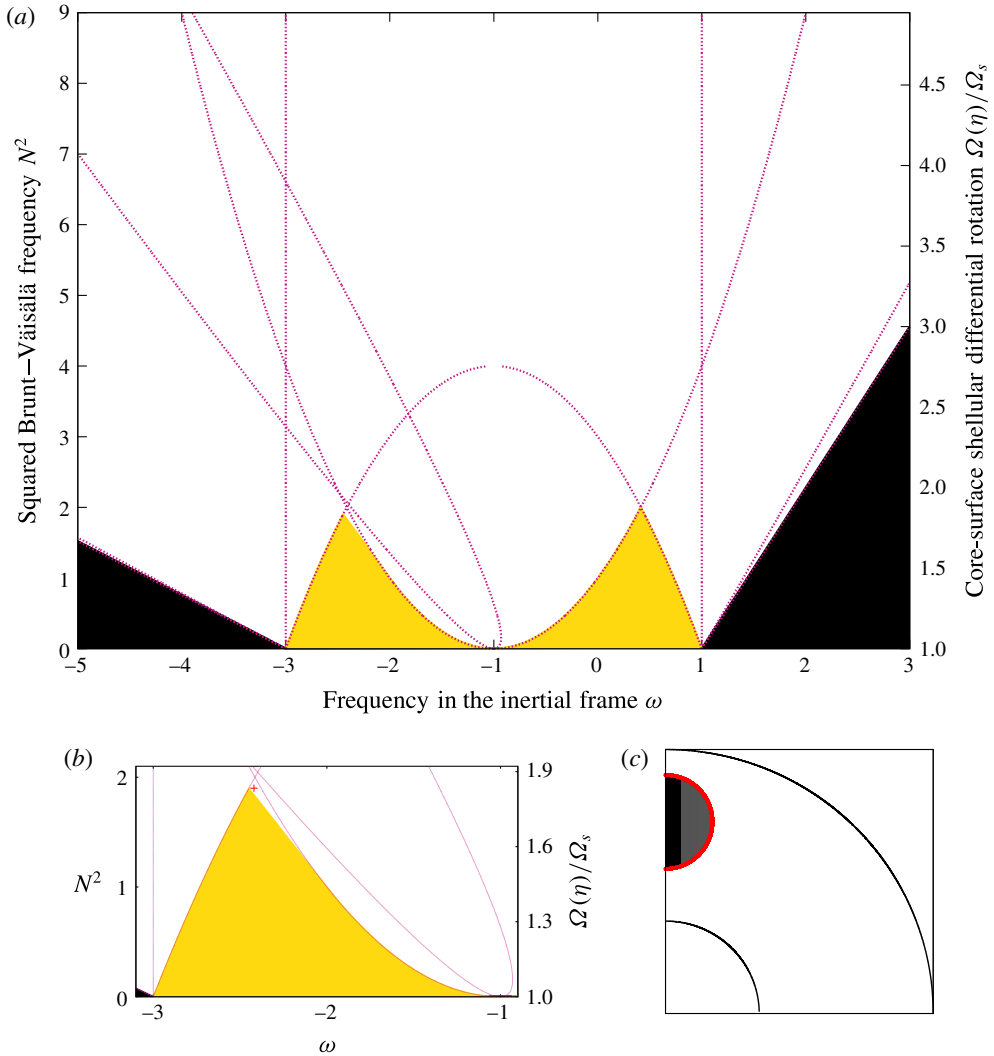 (a)
9
8
7
6
5
4
3
2
1
0
Squared Brunt–Väisälä frequency N²
4.5
4.0
3.5
3.0
2.5
2.0
1.5
1.0
Core-surface shellular differential rotation Ω(η)/Ωₛ
−5 −4 −3 −2 −1 0 1 2 3
Frequency in the inertial frame ω
(b)
2
1
0
N²
1.9
1.6
1.3
1.0
Ω(η)/Ωₛ
−3 −2 −1
ω
(c)